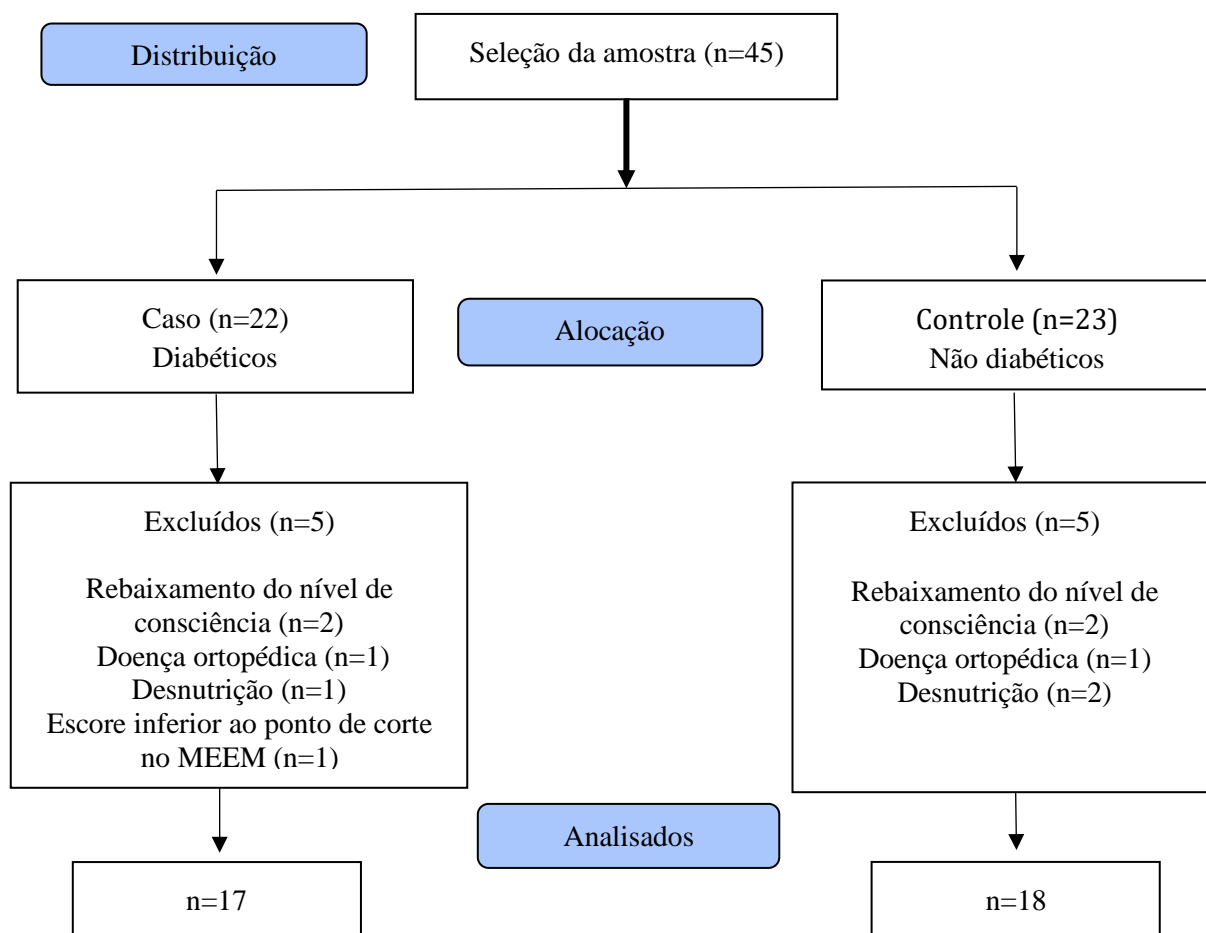 Distribuição
Seleção da amostra (n=45)
Caso (n=22)
Diabéticos
Alocação
Controle (n=23)
Não diabéticos
Excluídos (n=5)
Rebaixamento do nível de
consciência (n=2)
Doença ortopédica (n=1)
Desnutrição (n=1)
Escore inferior ao ponto de corte
no MEEM (n=1)
Excluídos (n=5)
Rebaixamento do nível de
consciência (n=2)
Doença ortopédica (n=1)
Desnutrição (n=2)
Analisados
n=17
n=18